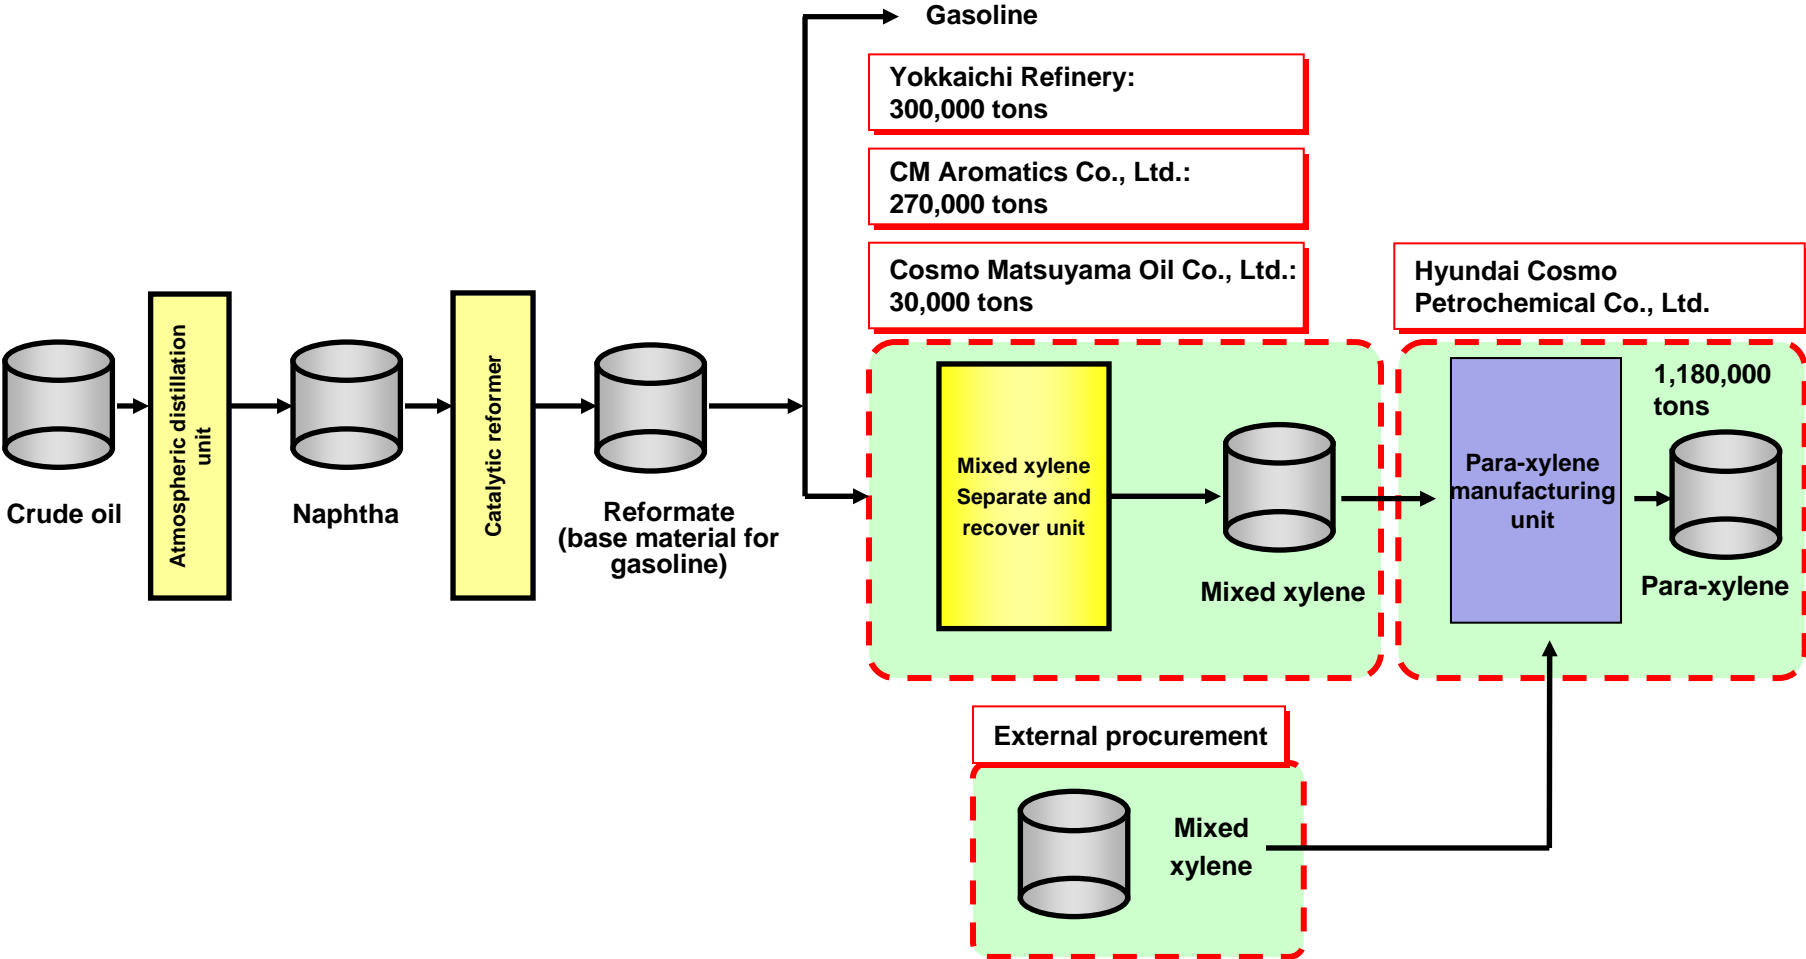 Gasoline
Yokkaichi Refinery:
300,000 tons
CM Aromatics Co., Ltd.:
270,000 tons
Cosmo Matsuyama Oil Co., Ltd.:
30,000 tons
Hyundai Cosmo
Petrochemical Co., Ltd.
Crude oil
Atmospheric distillation
unit
Naphtha
Catalytic reformer
Reformate
(base material for
gasoline)
Mixed xylene
Separate and
recover unit
Mixed xylene
Para-xylene
manufacturing
unit
1,180,000
tons
Para-xylene
External procurement
Mixed
xylene